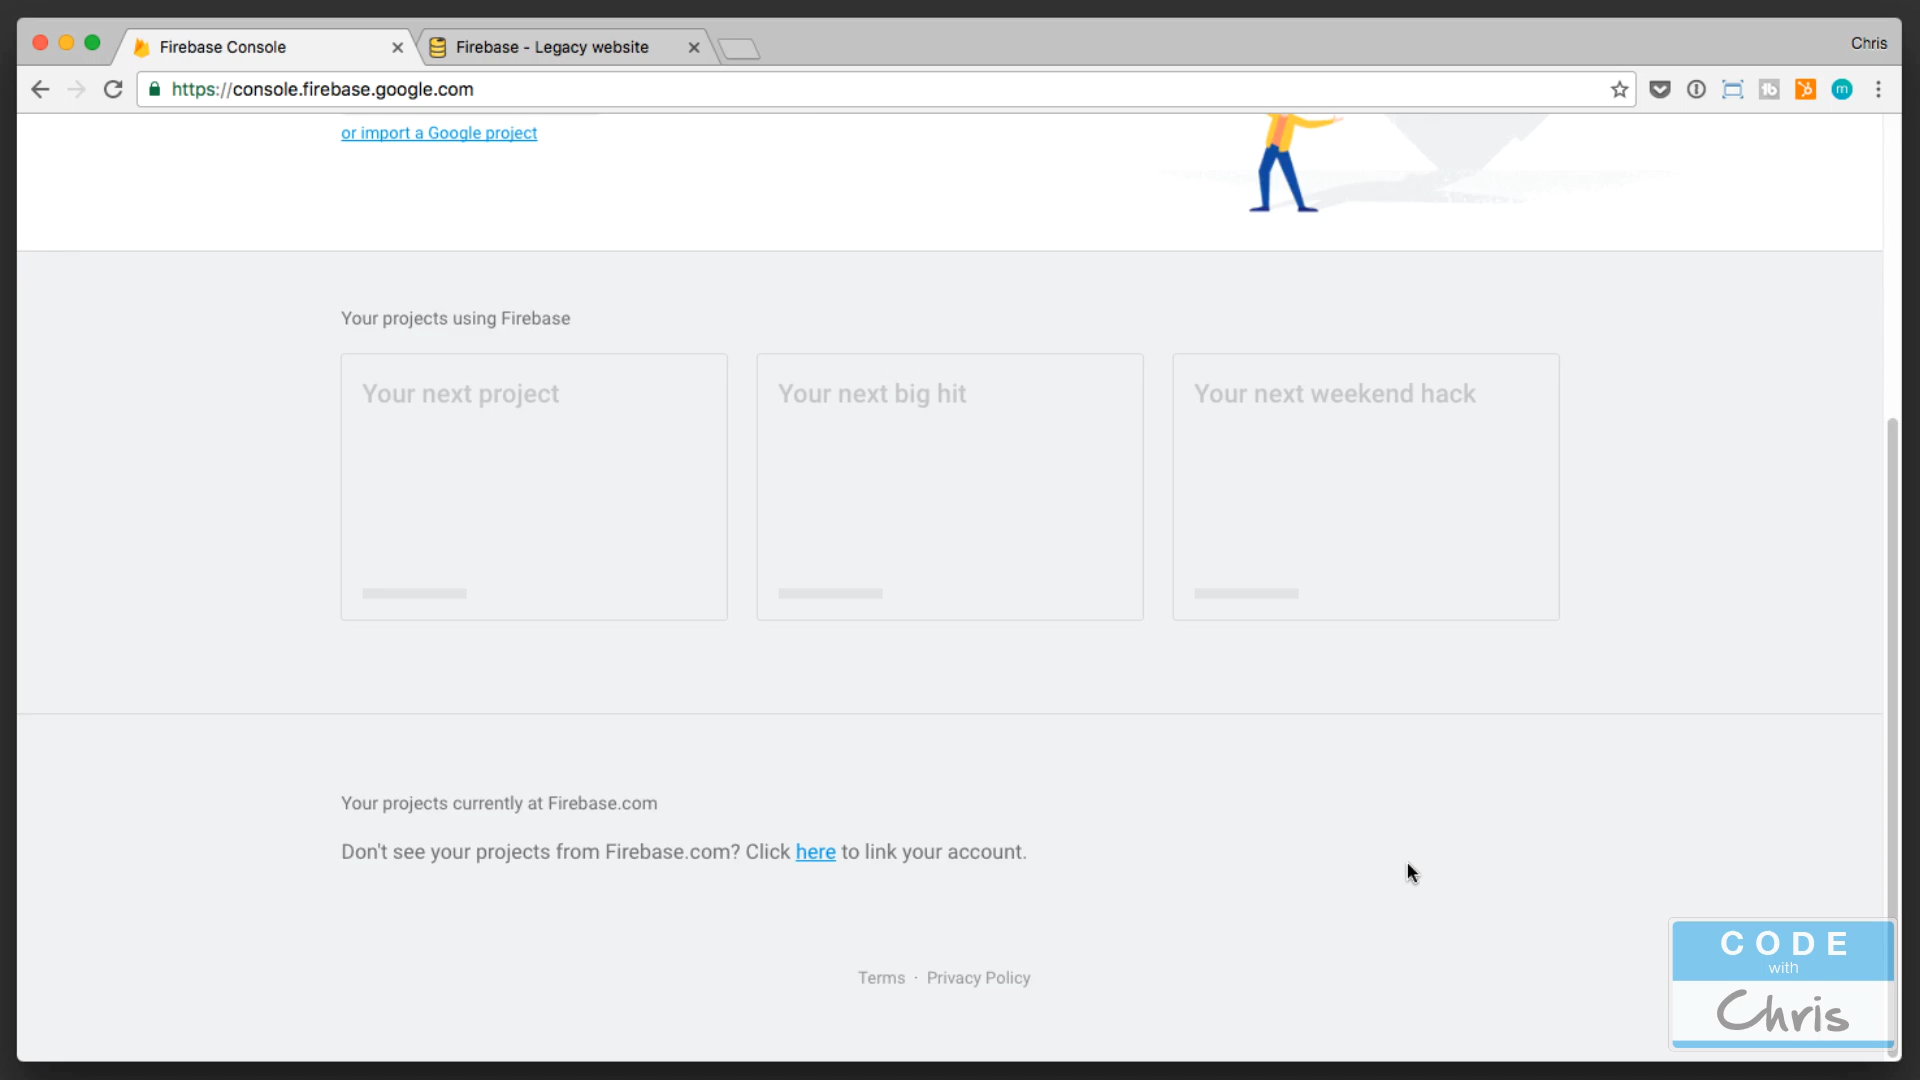 Firebase Console
Firebase - Legacy website
Chris
https://console.firebase.google.com
or import a Google project
Your projects using Firebase
Your next project
Your next big hit
Your next weekend hack
Your projects currently at Firebase.com
Don't see your projects from Firebase.com? Click here to link your account.
Terms · Privacy Policy
CODE
with
Chris